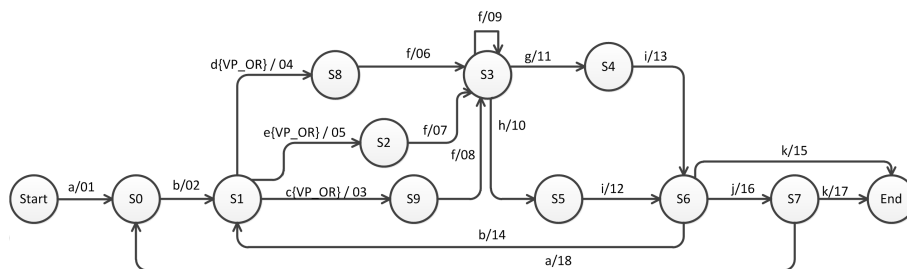 f/09
d{VP_OR} / 04
f/06
g/11
i/13
S8
S3
S4
e{VP_OR} / 05
f/07
h/10
S2
f/08
k/15
a/01
b/02
c{VP_OR} / 03
i/12
j/16
k/17
Start
S0
S1
S9
S5
S6
S7
End
b/14
a/18